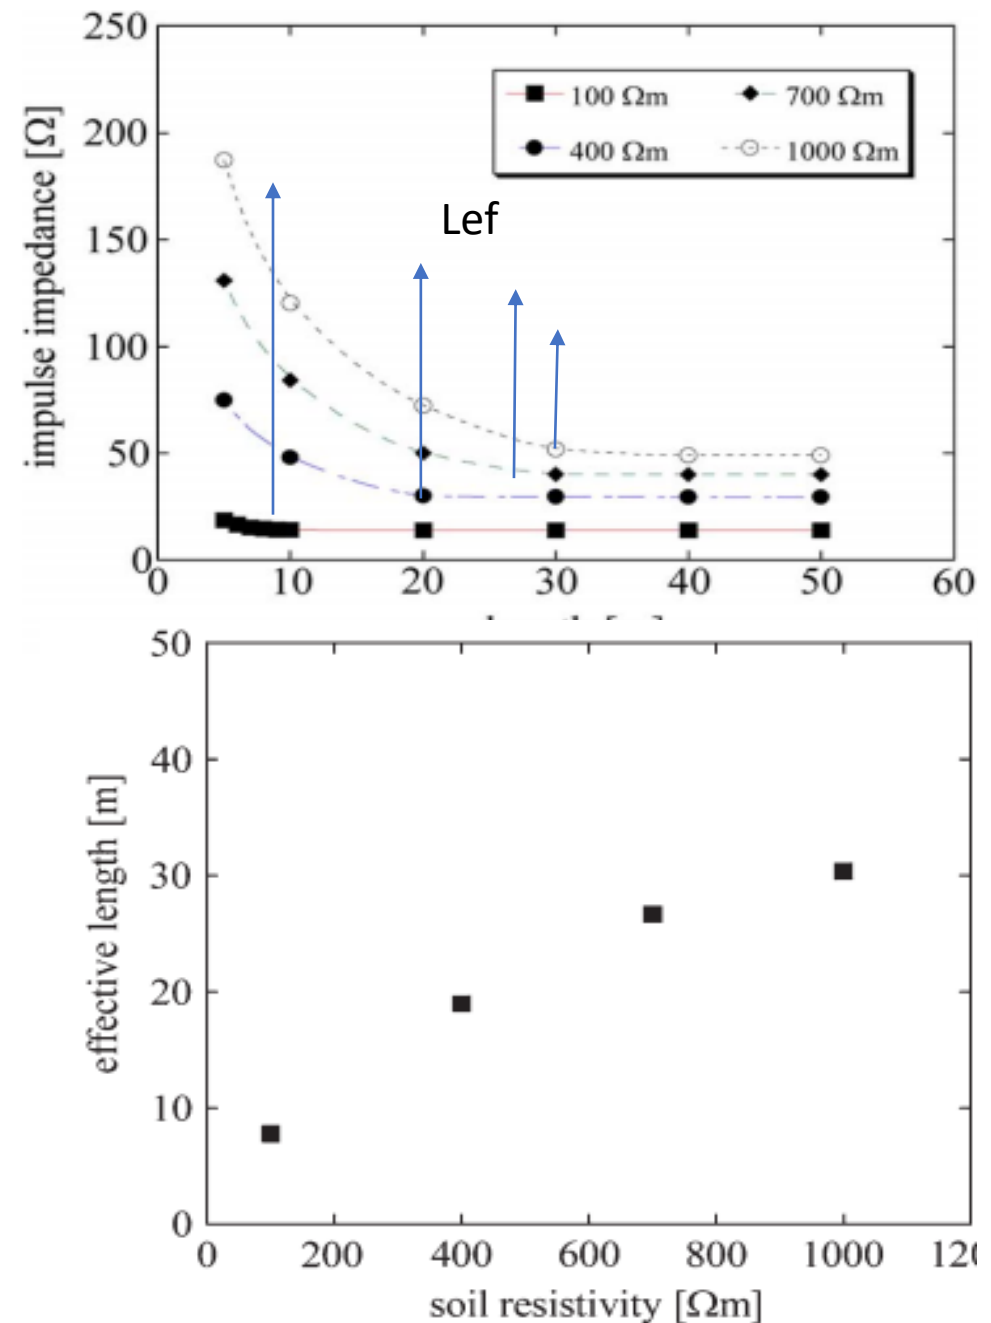 250
200
150
100
50
0
impulse impedance [Ω]
100 Ωm
700 Ωm
400 Ωm
1000 Ωm
Lef
0 10 20 30 40 50 60
50
40
30
20
10
0
effective length [m]
0 200 400 600 800 1000
soil resistivity [Ωm]